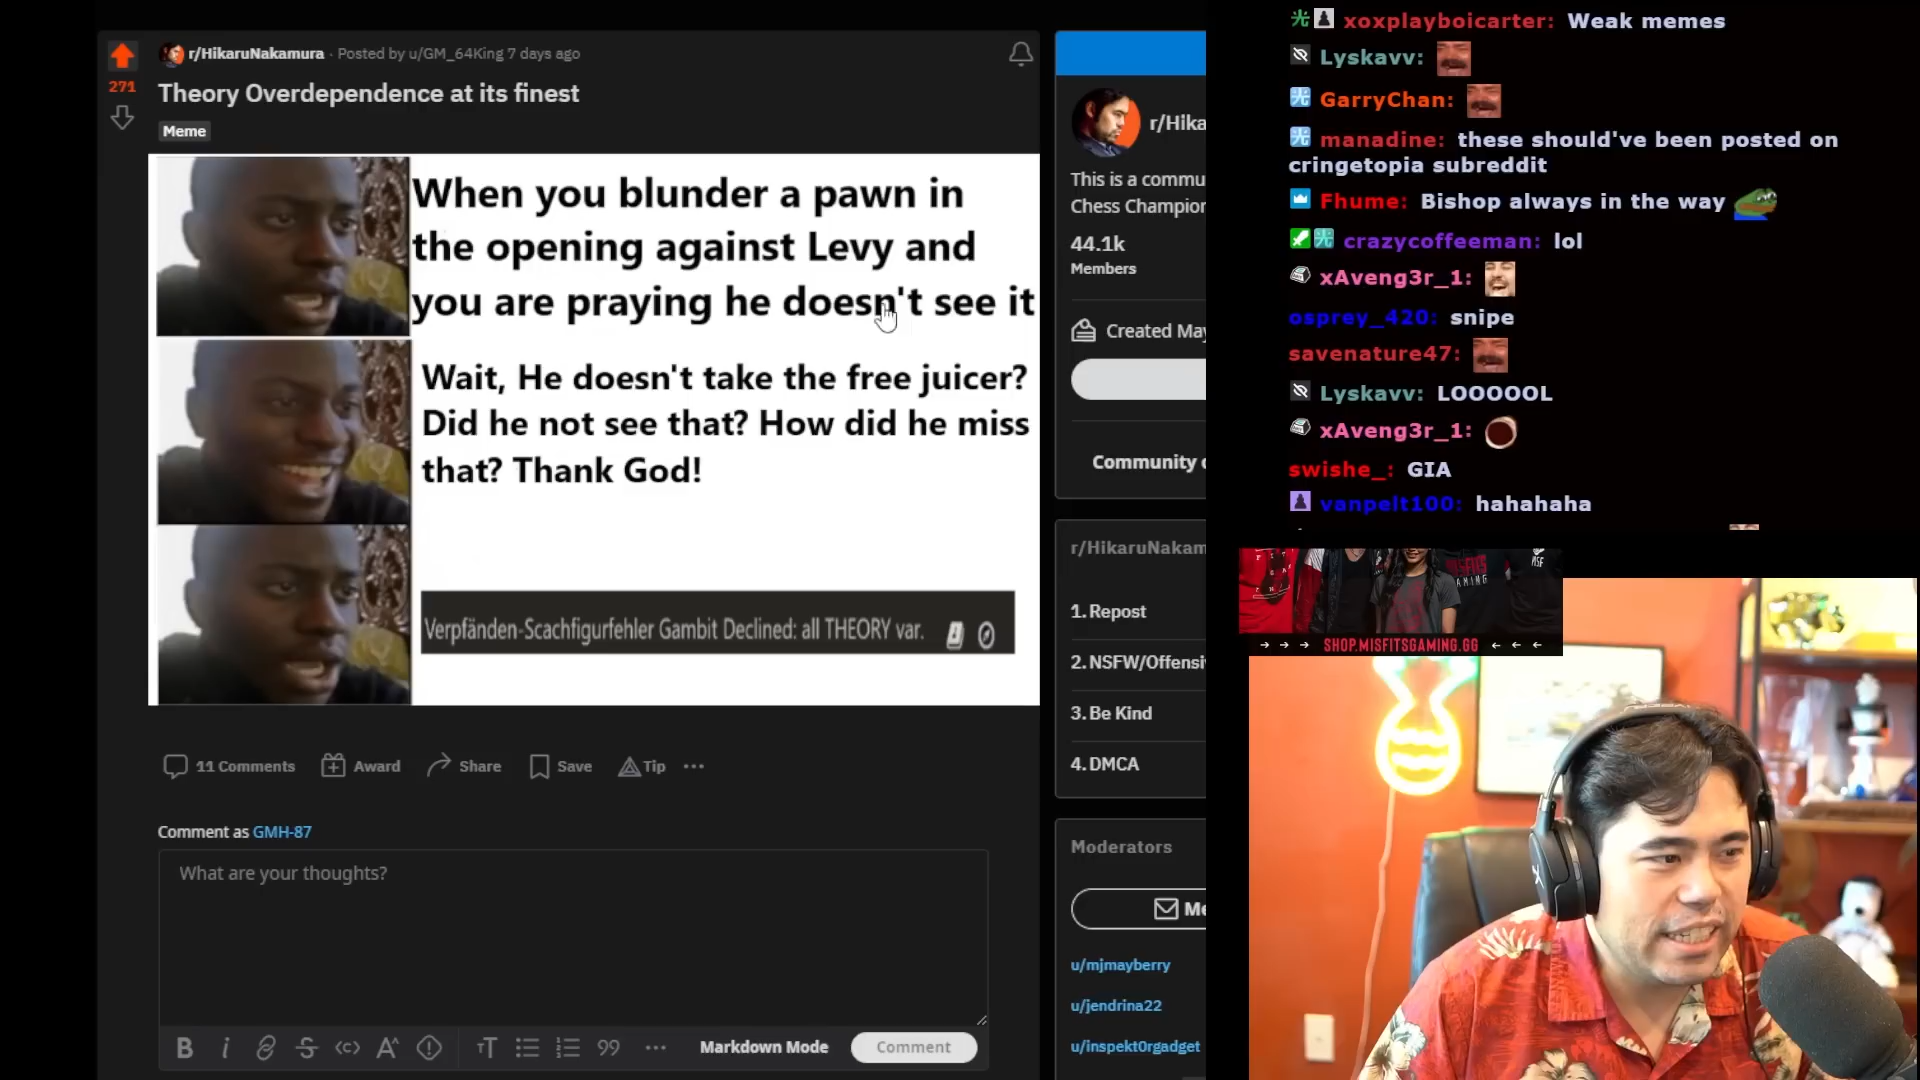 r/HikaruNakamura · Posted by u/GM_64King 7 days ago
271
Theory Overdependence at its finest
Meme
When you blunder a pawn in
the opening against Levy and
you are praying he doesn't see it
Wait, He doesn't take the free juicer?
Did he not see that? How did he miss
that? Thank God!
Verpfänden-Scachfigurfehler Gambit Declined: all THEORY var.
11 Comments
Award
Share
Save
Tip
Comment as GMH-87
What are your thoughts?
Markdown Mode
Comment
r/Hika
This is a commu
Chess Champior
44.1k
Members
Created May
Community
r/HikaruNakam
1. Repost
2. NSFW/Offensi
3. Be Kind
4. DMCA
Moderators
Me
u/mjmayberry
u/jendrina22
u/inspekt0rgadget
xoxplayboicarter: Weak memes
Lyskavv:
GarryChan:
manadine: these should've been posted on
cringetopia subreddit
Fhume: Bishop always in the way
crazycoffeeman: lol
xAveng3r_1:
osprey_420: snipe
savenature47:
Lyskavv: LOOOOOL
xAveng3r_1:
swishe_: GIA
vanpelt100: hahahaha
SHOP.MISFITSGAMING.GG